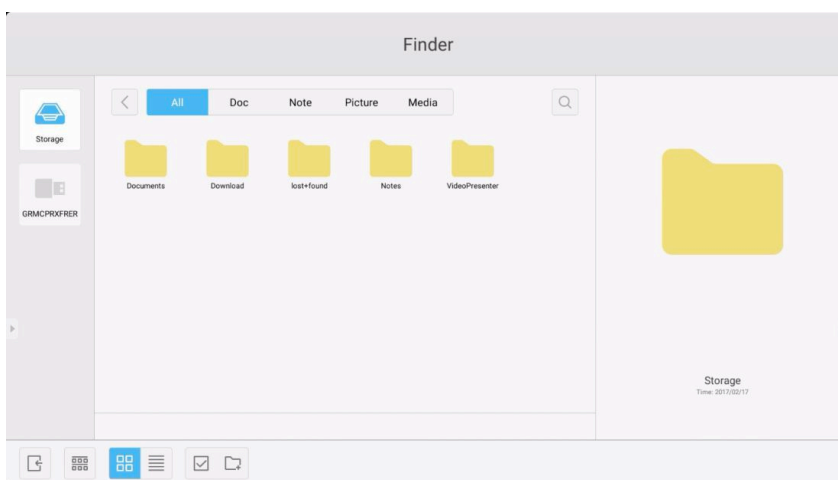 Finder
All Doc Note Picture Media
Storage
GRMCPRXFRER
Documents Download lost+found Notes VideoPresenter
Storage
Time: 2017/02/17